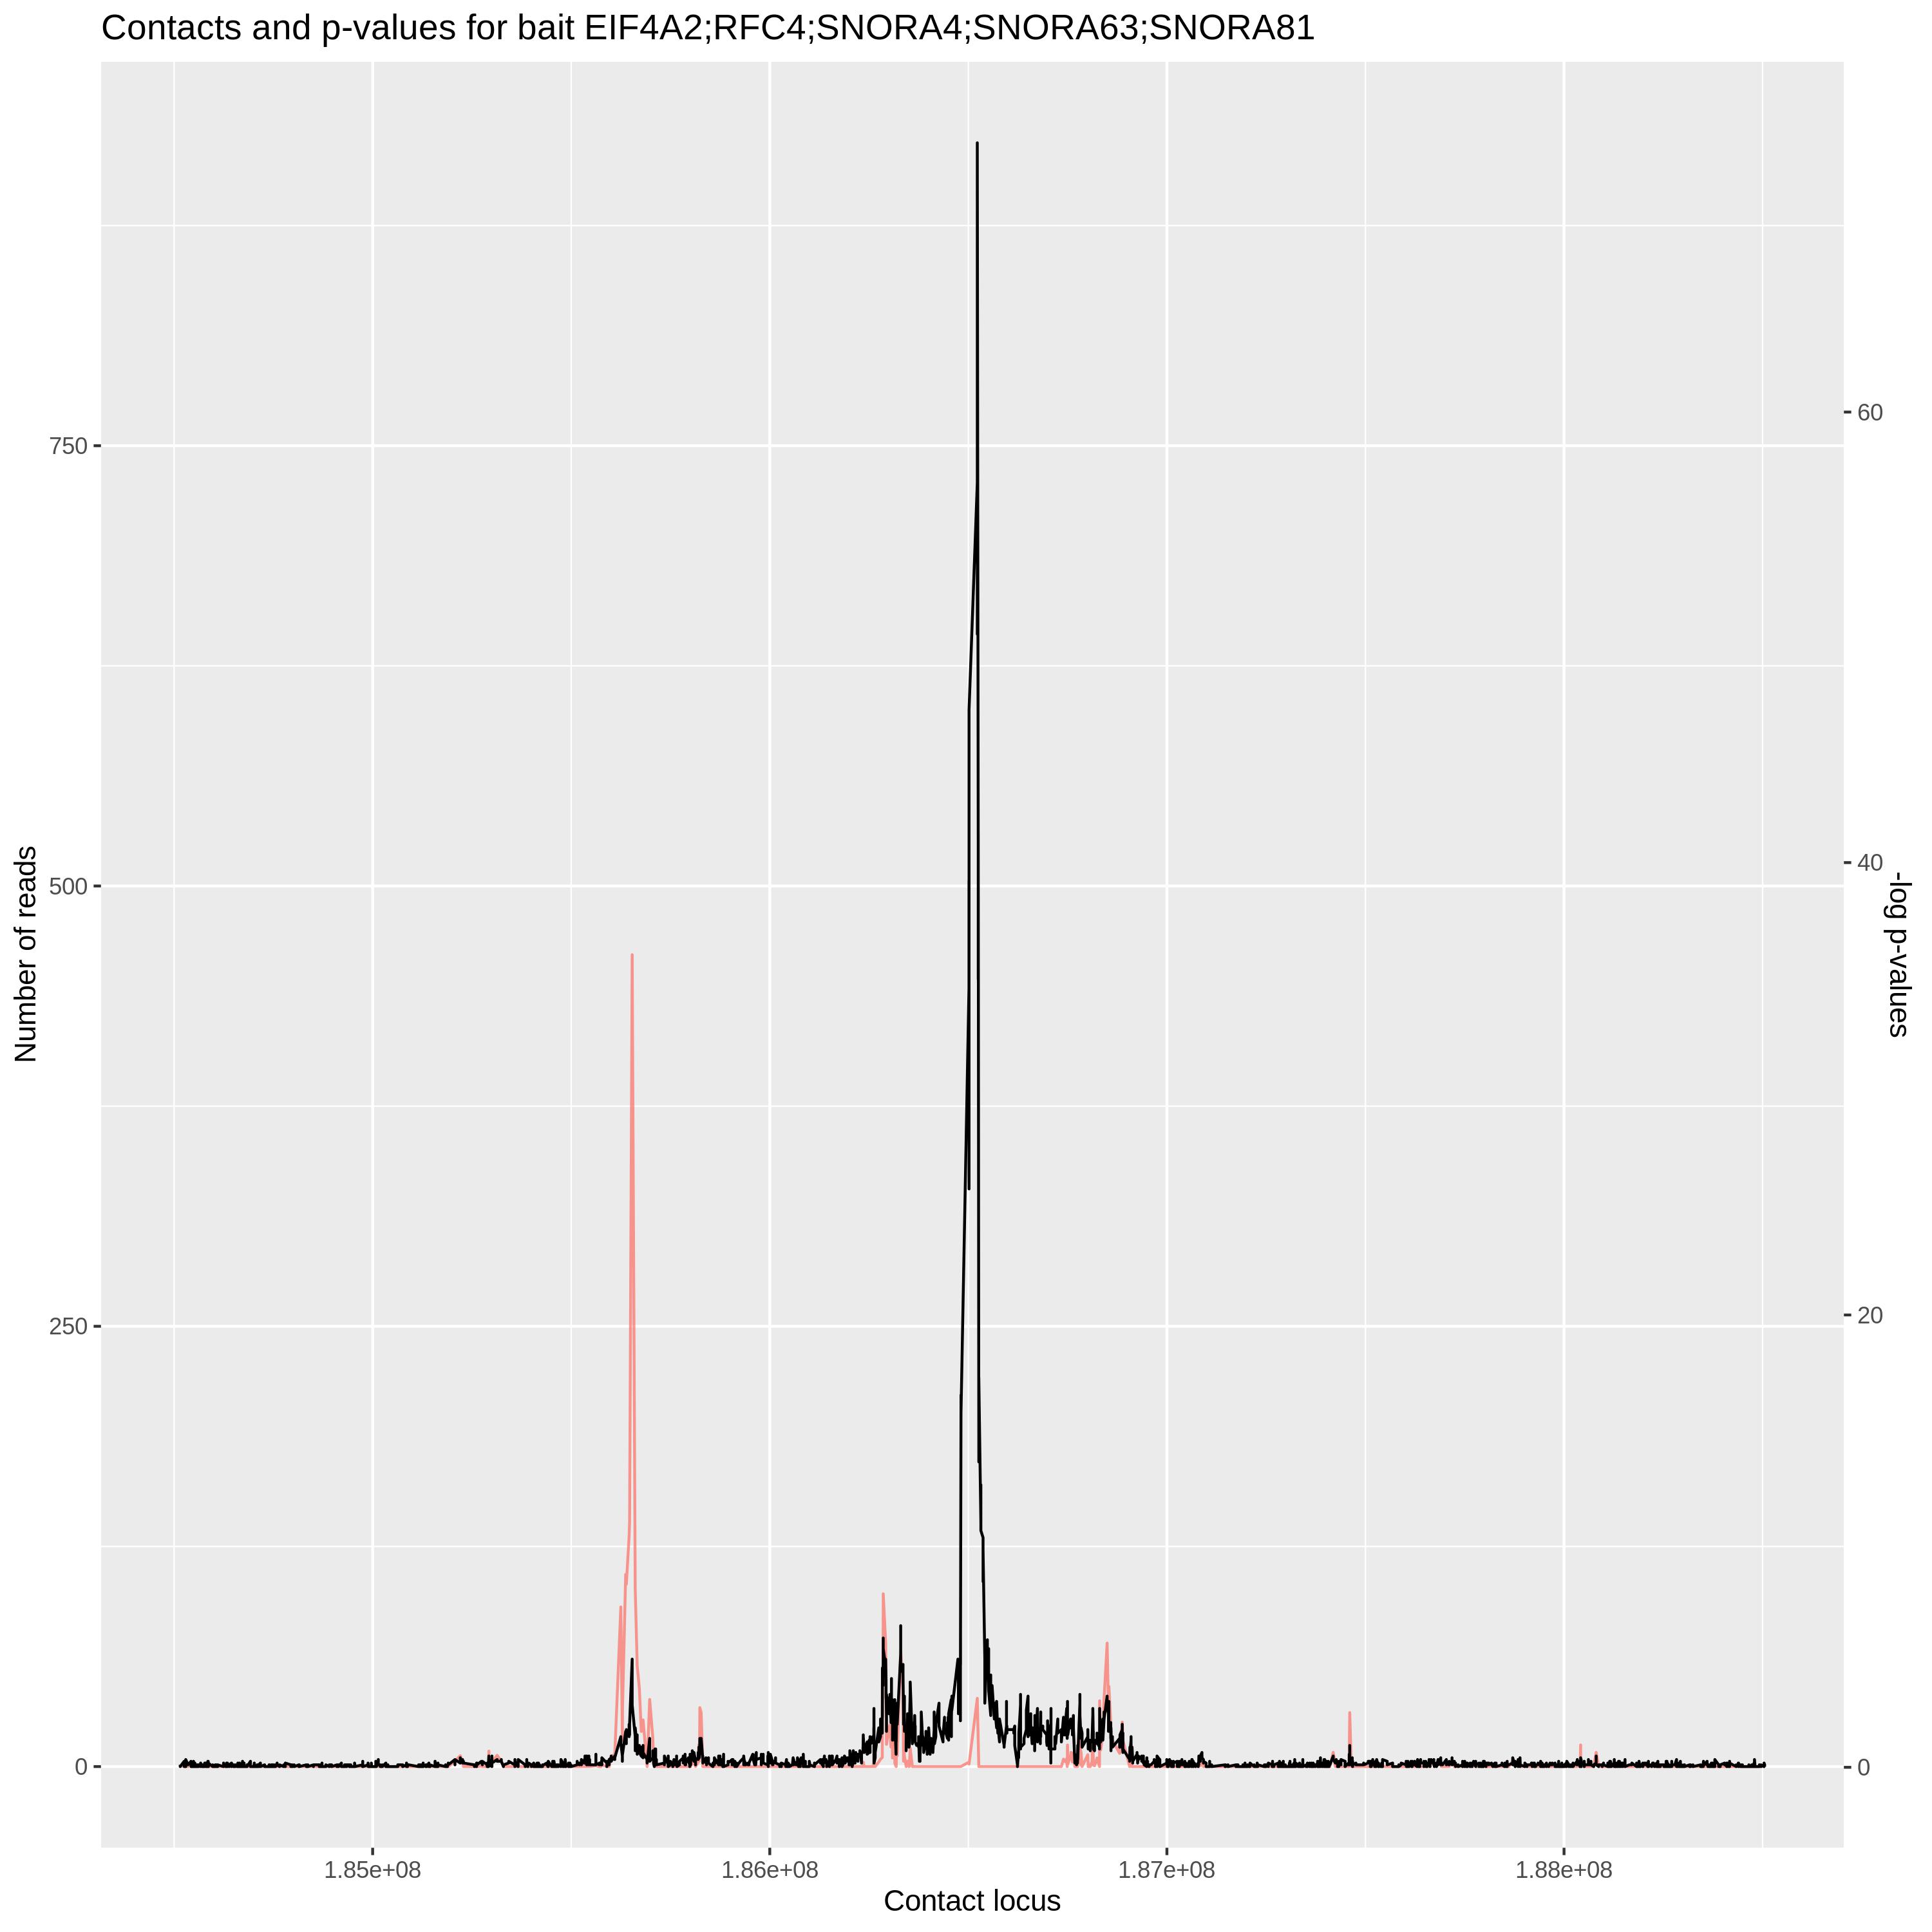 Contacts and p-values for bait EIF4A2;RFC4;SNORA4;SNORA63;SNORA81
Number of reads
750
500
250
0
60
40
20
0
-log p-values
1.85e+08 1.86e+08 1.87e+08 1.88e+08
Contact locus